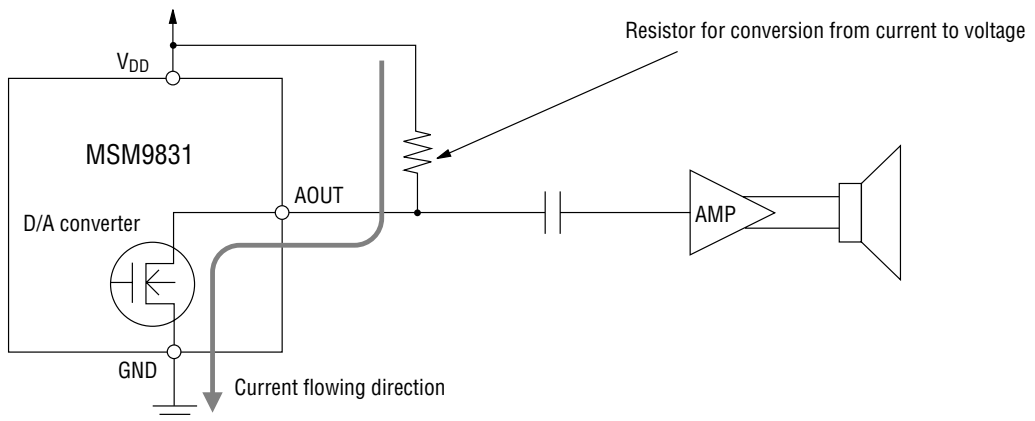 Resistor for conversion from current to voltage
VDD
MSM9831
AOUT
D/A converter
AMP
GND
Current flowing direction